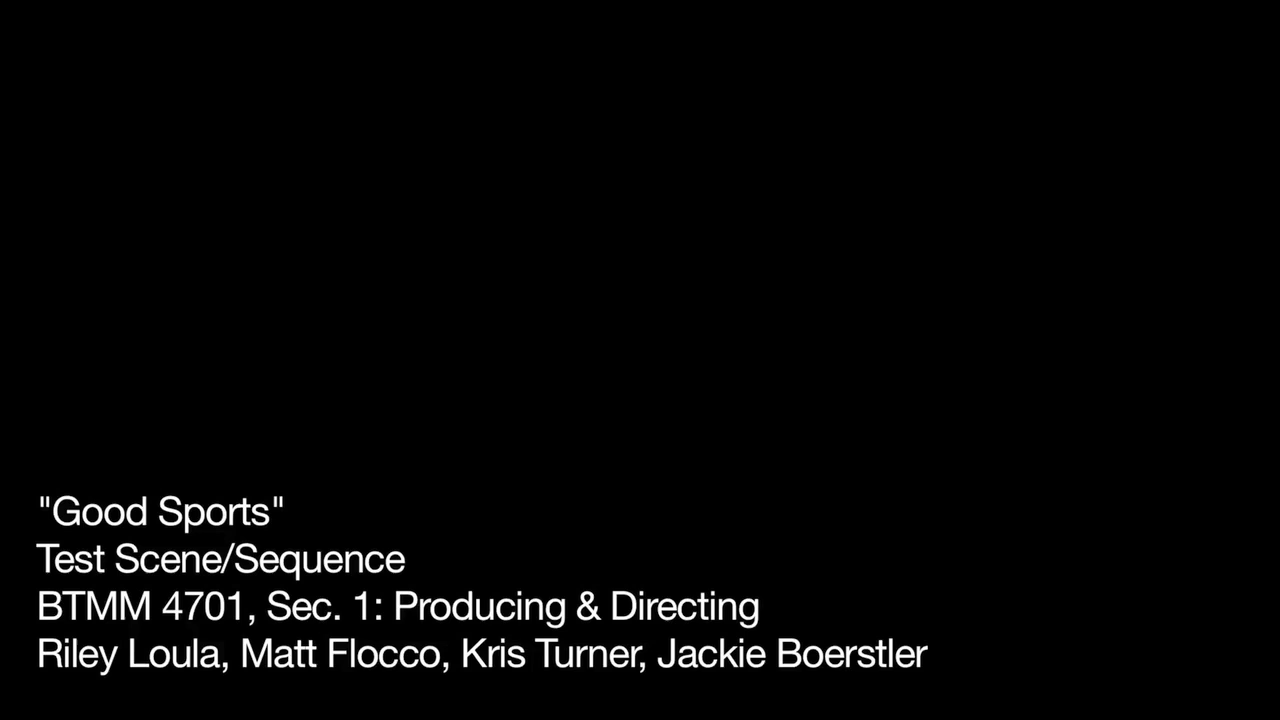 "Good Sports"
Test Scene/Sequence
BTMM 4701, Sec. 1: Producing & Directing
Riley Loula, Matt Flocco, Kris Turner, Jackie Boerstler